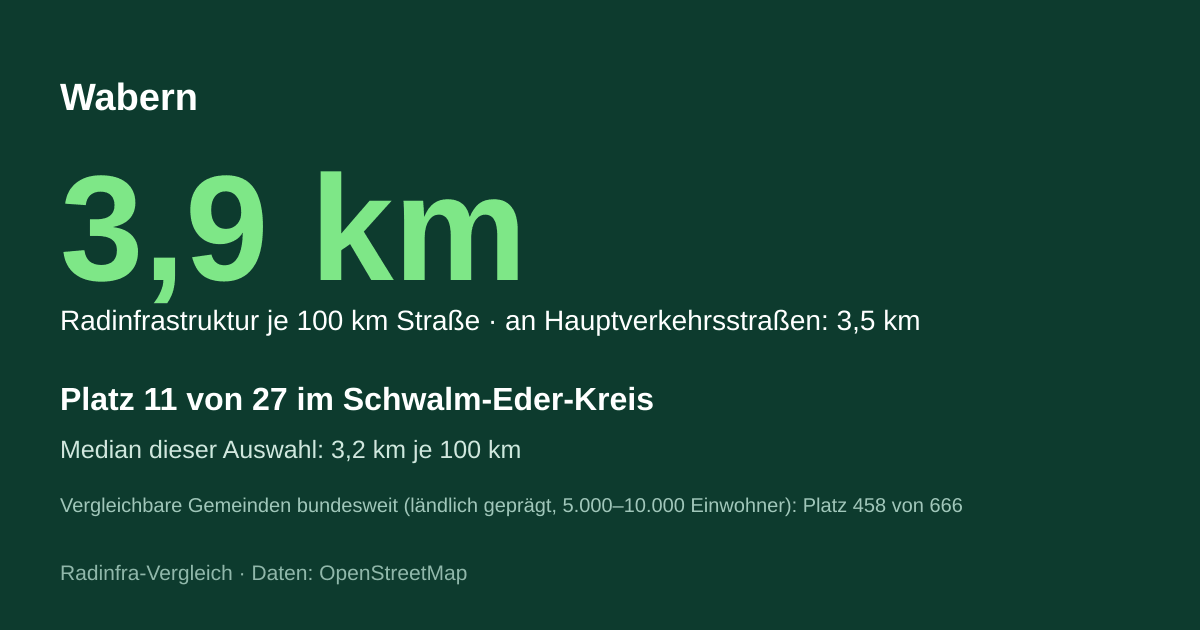 Wabern
3,9 km
Radinfrastruktur je 100 km Straße · an Hauptverkehrsstraßen: 3,5 km
Platz 11 von 27 im Schwalm-Eder-Kreis
Median dieser Auswahl: 3,2 km je 100 km
Vergleichbare Gemeinden bundesweit (ländlich geprägt, 5.000–10.000 Einwohner): Platz 458 von 666
Radinfra-Vergleich · Daten: OpenStreetMap